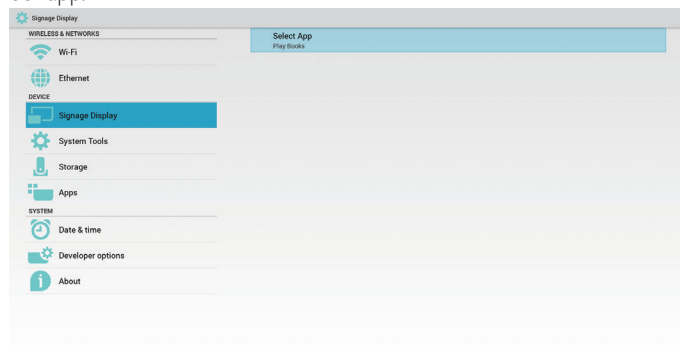 Signage Display
WIRELESS & NETWORKS
Wi-Fi
Ethernet
DEVICE
Signage Display
System Tools
Storage
Apps
SYSTEM
Date & time
Developer options
About
Select App
Play Books